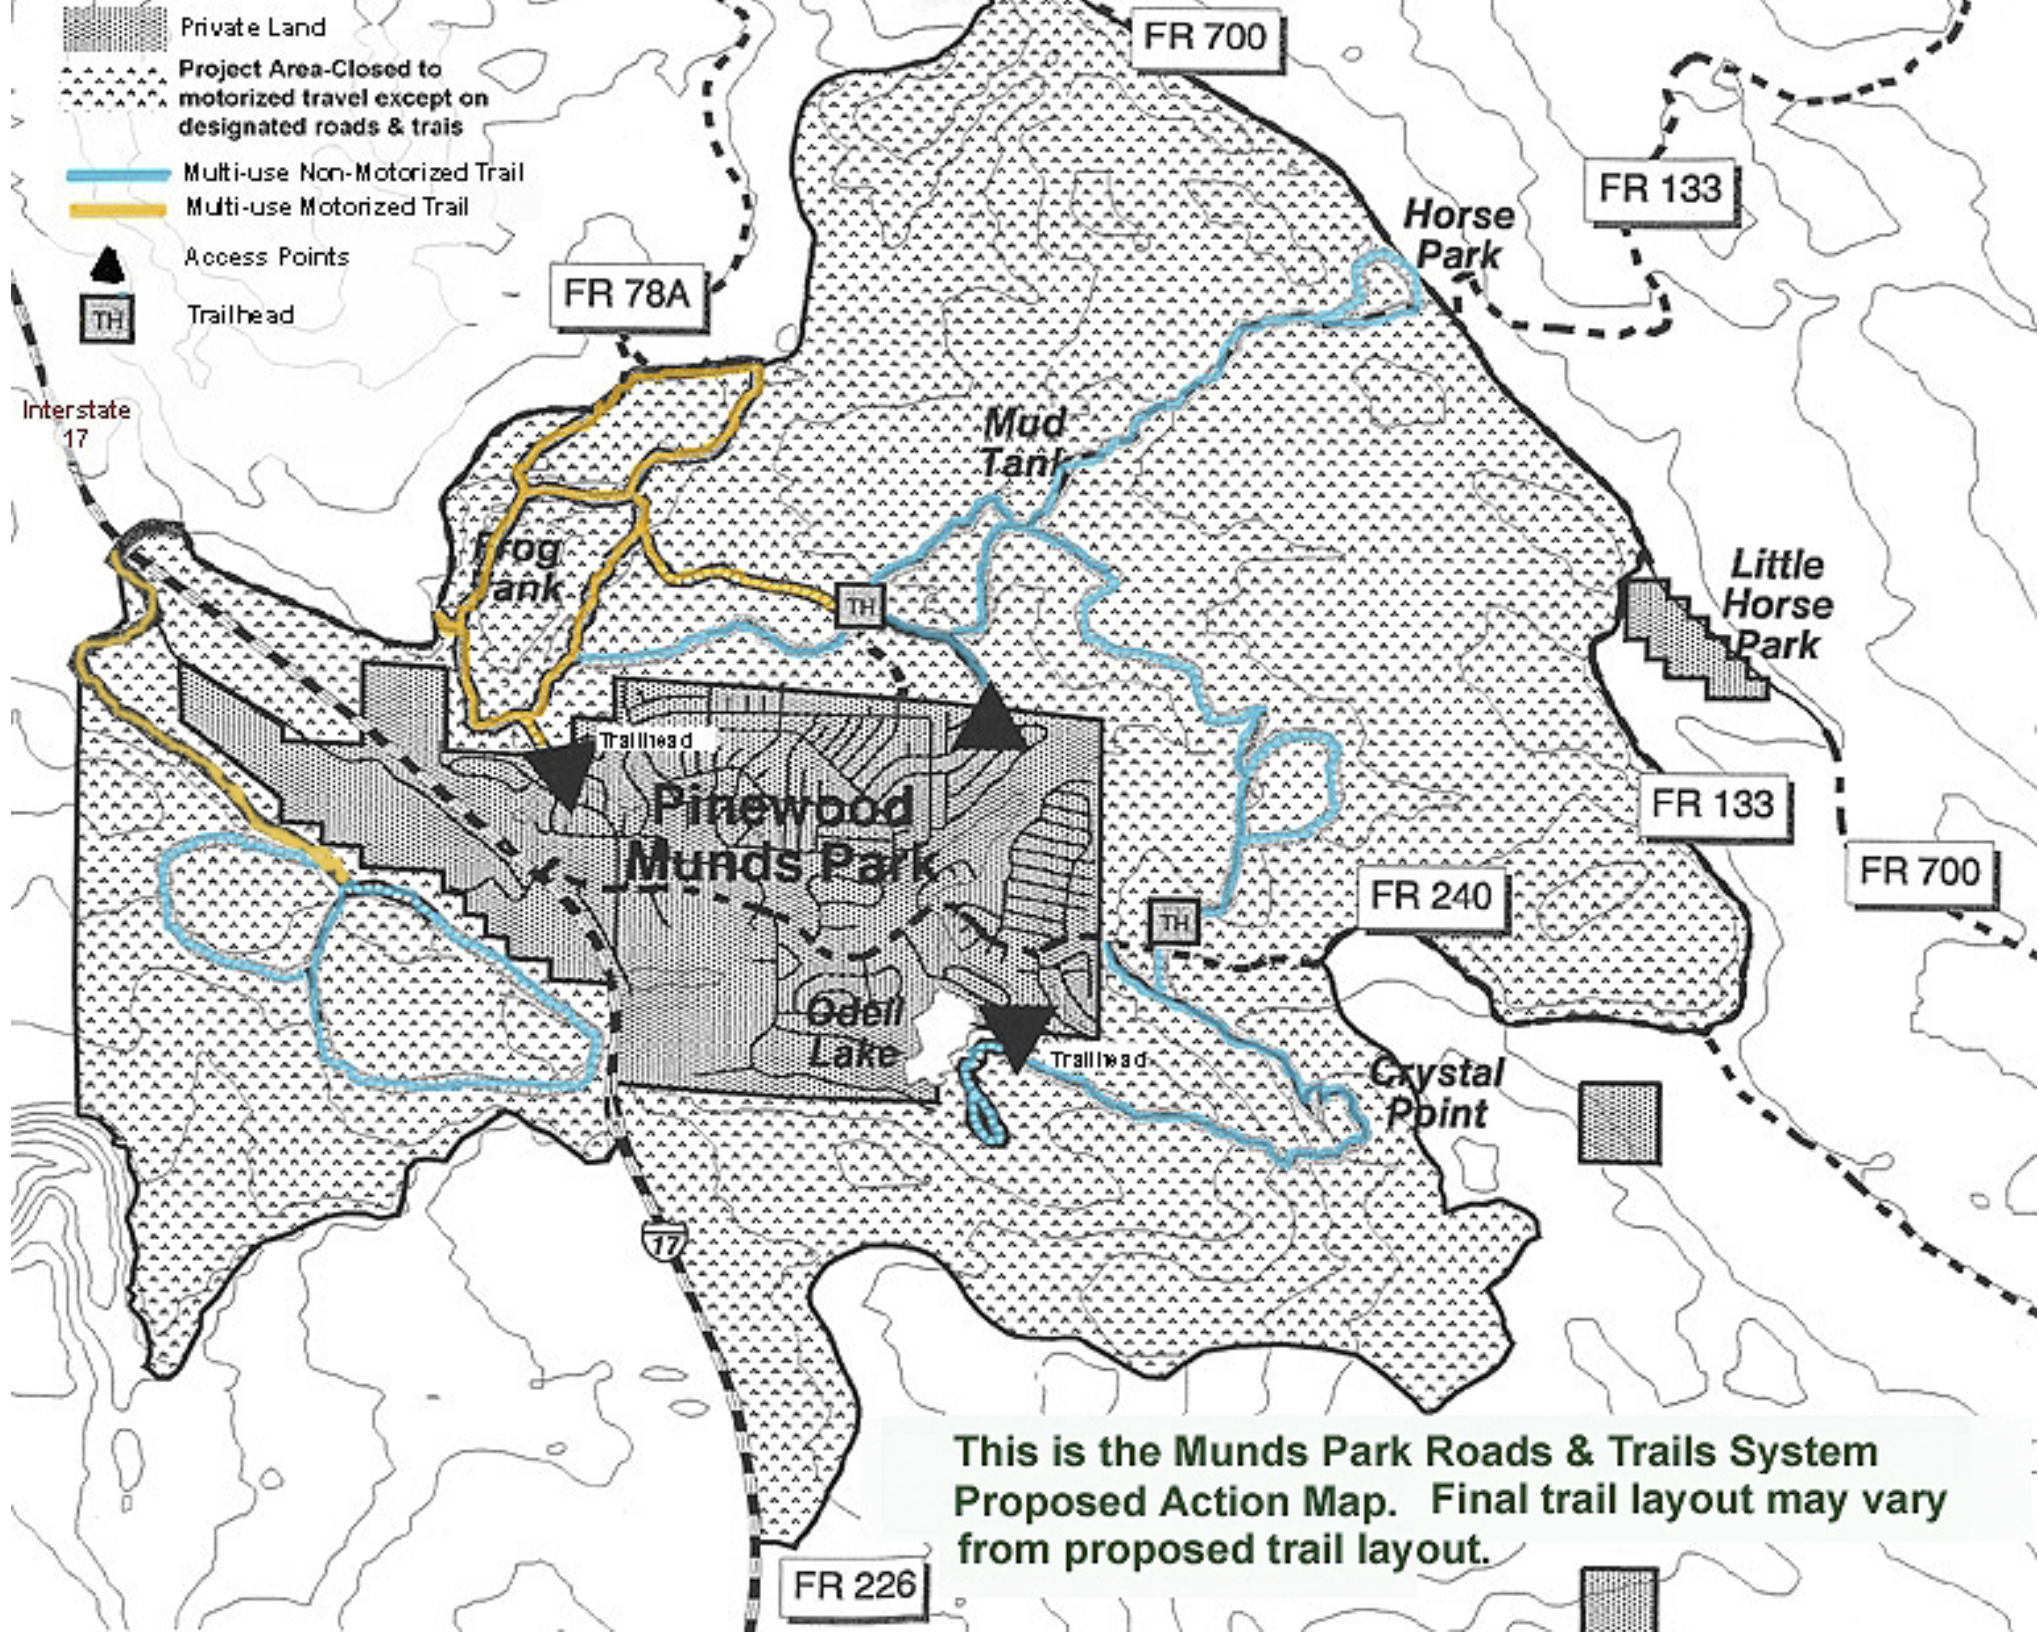 Private Land
Project Area-Closed to
motorized travel except on
designated roads & trais
Multi-use Non-Motorized Trail
Multi-use Motorized Trail
Access Points
TH
Trailhead
FR 700
FR 133
Horse
Park
FR 78A
Interstate
17
Mud
Tank
Frog
Tank
TH
Little
Horse
Park
Trailhead
Pinewood
Munds Park
FR 133
FR 700
FR 240
TH
Odell
Lake
Trailhead
Crystal
Point
17
This is the Munds Park Roads & Trails System
Proposed Action Map. Final trail layout may vary
from proposed trail layout.
FR 226